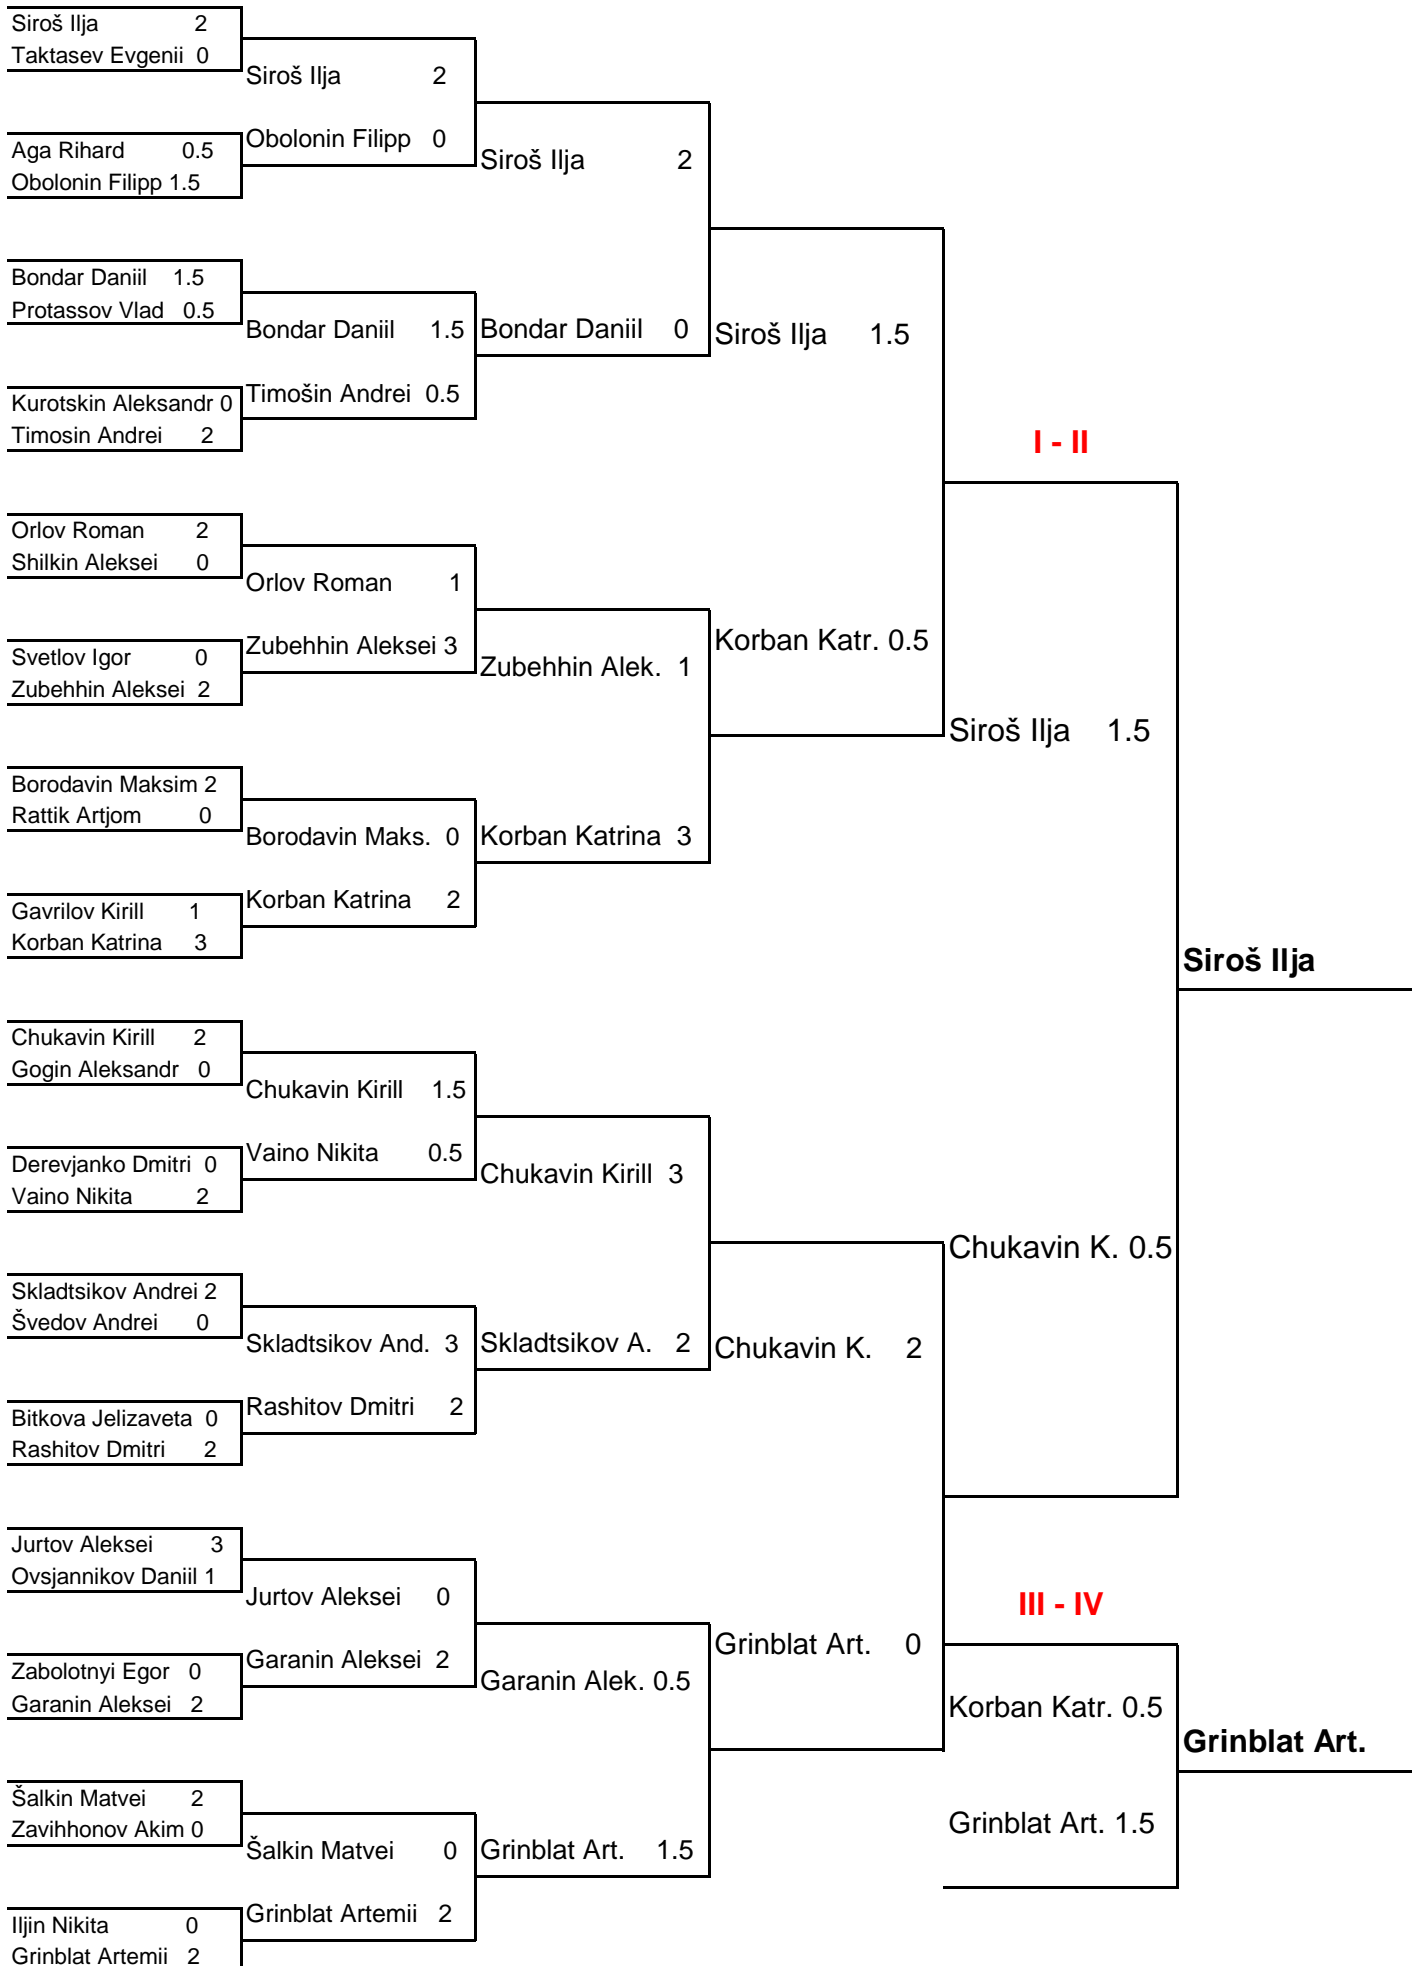 Siroš Ilja 2
Taktasev Evgenii 0
Aga Rihard 0.5
Obolonin Filipp 1.5
Bondar Daniil 1.5
Protassov Vlad 0.5
Kurotskin Aleksandr 0
Timosin Andrei 2
Orlov Roman 2
Shilkin Aleksei 0
Svetlov Igor 0
Zubehhin Aleksei 2
Borodavin Maksim 2
Rattik Artjom 0
Gavrilov Kirill 1
Korban Katrina 3
Chukavin Kirill 2
Gogin Aleksandr 0
Derevjanko Dmitri 0
Vaino Nikita 2
Skladtsikov Andrei 2
Švedov Andrei 0
Bitkova Jelizaveta 0
Rashitov Dmitri 2
Jurtov Aleksei 3
Ovsjannikov Daniil 1
Zabolotnyi Egor 0
Garanin Aleksei 2
Šalkin Matvei 2
Zavihhonov Akim 0
Iljin Nikita 0
Grinblat Artemii 2
Siroš Ilja 2
Obolonin Filipp 0
Bondar Daniil 1.5
Timošin Andrei 0.5
Orlov Roman 1
Zubehhin Aleksei 3
Borodavin Maks. 0
Korban Katrina 2
Chukavin Kirill 1.5
Vaino Nikita 0.5
Skladtsikov And. 3
Rashitov Dmitri 2
Jurtov Aleksei 0
Garanin Aleksei 2
Šalkin Matvei 0
Grinblat Artemii 2
Siroš Ilja 2
Bondar Daniil 0
Zubehhin Alek. 1
Korban Katrina 3
Chukavin Kirill 3
Skladtsikov A. 2
Garanin Alek. 0.5
Grinblat Art. 1.5
Siroš Ilja 1.5
Korban Katr. 0.5
Chukavin K. 2
Grinblat Art. 0
I - II
Siroš Ilja 1.5
Chukavin K. 0.5
III - IV
Korban Katr. 0.5
Grinblat Art. 1.5
Siroš Ilja
Grinblat Art.